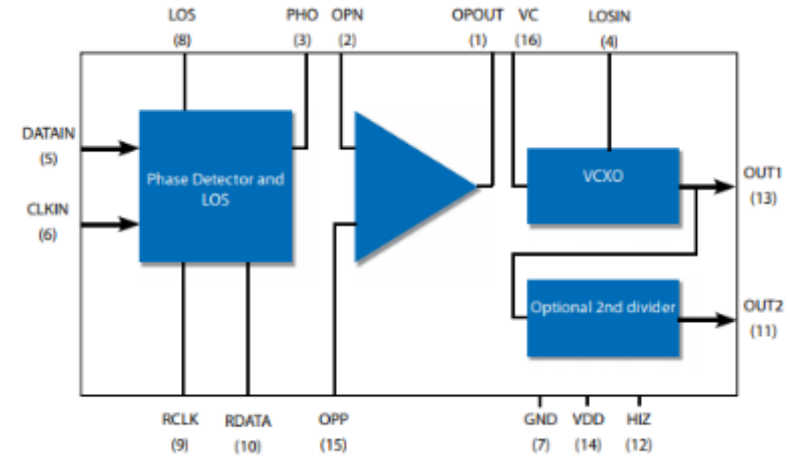 LOS PHO OPN OPOUT VC LOSIN
(8) (3) (2) (1) (16) (4)
DATAIN
(5)
CLKIN
(6)
Phase Detector and
LOS
VCXO
OUT1
(13)
Optional 2nd divider
OUT2
(11)
RCLK RDATA OPP GND VDD HIZ
(9) (10) (15) (7) (14) (12)